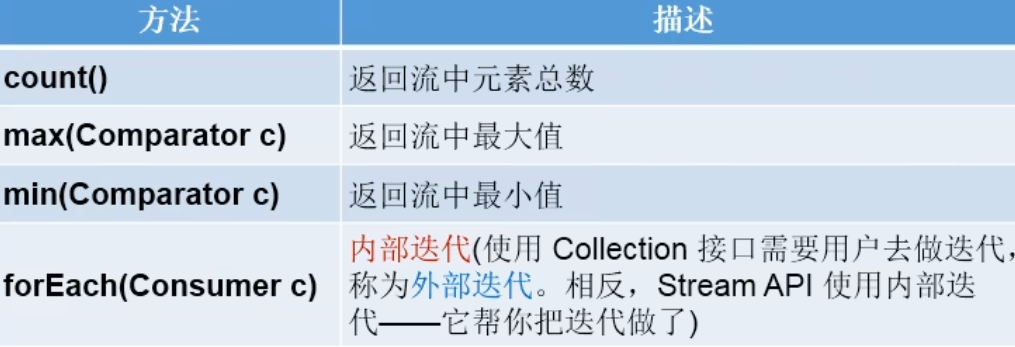 方法 描述
count() 返回流中元素总数
max(Comparator c) 返回流中最大值
min(Comparator c) 返回流中最小值
forEach(Consumer c) 内部迭代(使用 Collection 接口需要用户去做迭代,
称为外部迭代。相反，Stream API 使用内部迭
代——它帮你把迭代做了)